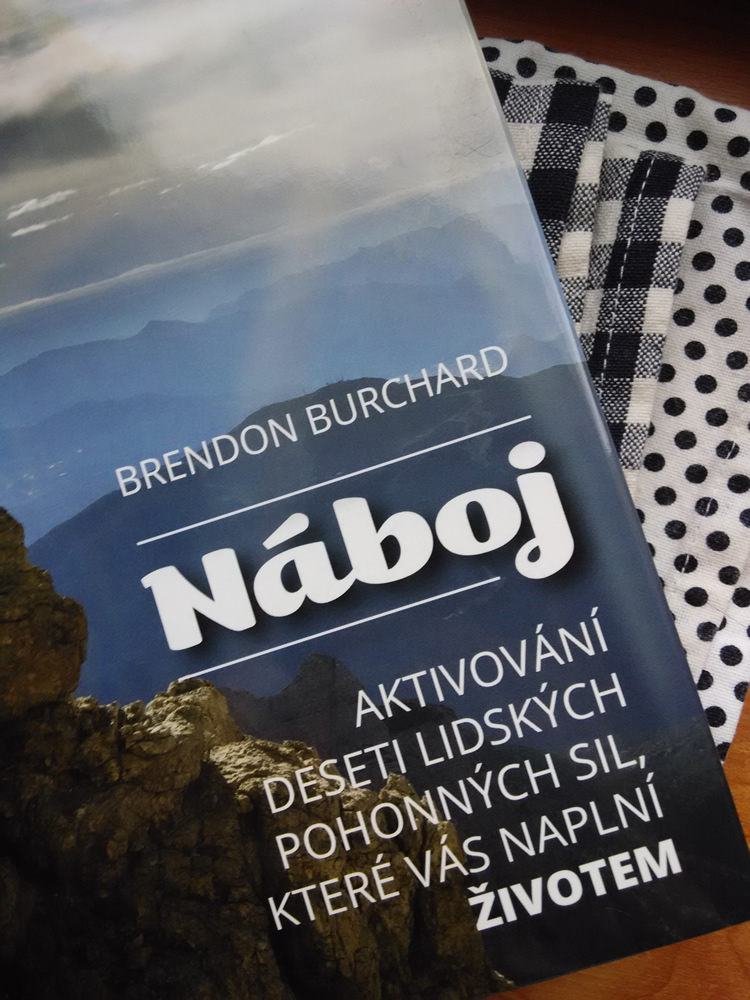 BRENDON BURCHARD
Náboj
AKTIVOVÁNÍ
DESETI LIDSKÝCH
POHONNÝCH SIL,
KTERÉ VÁS NAPLNÍ
ŽIVOTEM